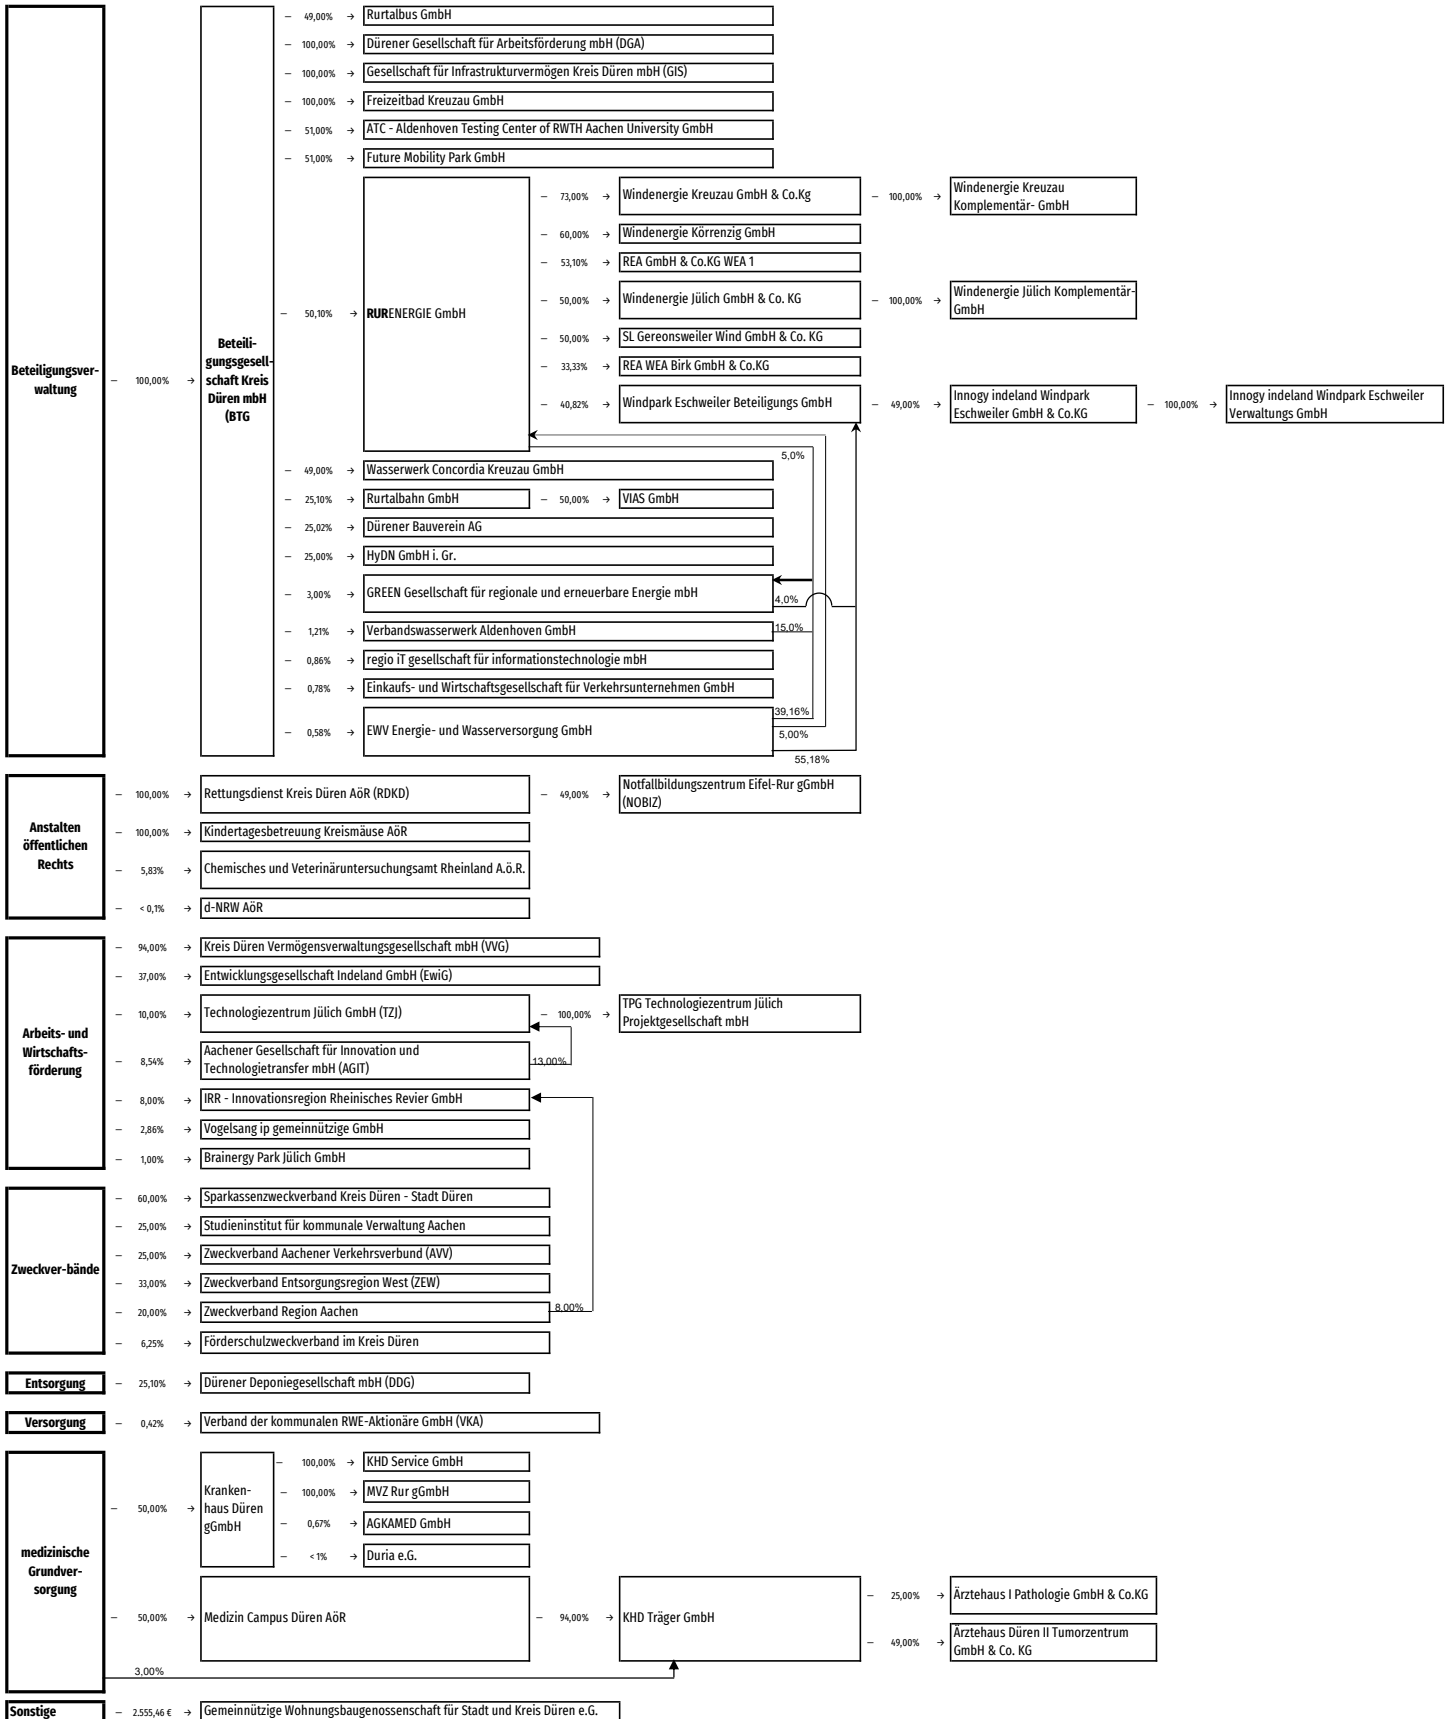 – 49,00% → Rurtalbus GmbH
– 100,00% → Dürener Gesellschaft für Arbeitsförderung mbH (DGA)
– 100,00% → Gesellschaft für Infrastrukturvermögen Kreis Düren mbH (GIS)
– 100,00% → Freizeitbad Kreuzau GmbH
– 51,00% → ATC - Aldenhoven Testing Center of RWTH Aachen University GmbH
– 51,00% → Future Mobility Park GmbH
– 73,00% → Windenergie Kreuzau GmbH & Co.Kg – 100,00% → Windenergie Kreuzau
Komplementär- GmbH
– 60,00% → Windenergie Körrenzig GmbH
– 53,10% → REA GmbH & Co.KG WEA 1
– 50,00% → Windenergie Jülich GmbH & Co. KG – 100,00% → Windenergie Jülich Komplementär-
GmbH
– 50,10% → RURENERGIE GmbH
– 50,00% → SL Gereonsweiler Wind GmbH & Co. KG
– 33,33% → REA WEA Birk GmbH & Co.KG
Beteiligungsver-
waltung
– 100,00% →
Beteili-
gungsgesell-
schaft Kreis
Düren mbH
(BTG
– 40,82% → Windpark Eschweiler Beteiligungs GmbH – 49,00% → Innogy indeland Windpark
Eschweiler GmbH & Co.KG
– 100,00% → Innogy indeland Windpark Eschweiler
Verwaltungs GmbH
5,0%
– 49,00% → Wasserwerk Concordia Kreuzau GmbH
– 25,10% → Rurtalbahn GmbH – 50,00% → VIAS GmbH
– 25,02% → Dürener Bauverein AG
– 25,00% → HyDN GmbH i. Gr.
– 3,00% → GREEN Gesellschaft für regionale und erneuerbare Energie mbH
4,0%
– 1,21% → Verbandswasserwerk Aldenhoven GmbH 15,0%
– 0,86% → regio iT gesellschaft für informationstechnologie mbH
– 0,78% → Einkaufs- und Wirtschaftsgesellschaft für Verkehrsunternehmen GmbH
39,16%
– 0,58% → EWV Energie- und Wasserversorgung GmbH
5,00%
55,18%
Anstalten
öffentlichen
Rechts
– 100,00% → Rettungsdienst Kreis Düren AöR (RDKD) – 49,00% → Notfallbildungszentrum Eifel-Rur gGmbH
(NOBIZ)
– 100,00% → Kindertagesbetreuung Kreismäuse AöR
– 5,83% → Chemisches und Veterinäruntersuchungsamt Rheinland A.ö.R.
– < 0,1% → d-NRW AöR
Arbeits- und
Wirtschafts-
förderung
– 94,00% → Kreis Düren Vermögensverwaltungsgesellschaft mbH (VVG)
– 37,00% → Entwicklungsgesellschaft Indeland GmbH (EwiG)
– 10,00% → Technologiezentrum Jülich GmbH (TZJ) – 100,00% → TPG Technologiezentrum Jülich
Projektgesellschaft mbH
– 8,54% → Aachener Gesellschaft für Innovation und
Technologietransfer mbH (AGIT)
13,00%
– 8,00% → IRR - Innovationsregion Rheinisches Revier GmbH
– 2,86% → Vogelsang ip gemeinnützige GmbH
– 1,00% → Brainergy Park Jülich GmbH
Zweckver-bände
– 60,00% → Sparkassenzweckverband Kreis Düren - Stadt Düren
– 25,00% → Studieninstitut für kommunale Verwaltung Aachen
– 25,00% → Zweckverband Aachener Verkehrsverbund (AVV)
– 33,00% → Zweckverband Entsorgungsregion West (ZEW)
– 20,00% → Zweckverband Region Aachen 8,00%
– 6,25% → Förderschulzweckverband im Kreis Düren
Entsorgung – 25,10% → Dürener Deponiegesellschaft mbH (DDG)
Versorgung – 0,42% → Verband der kommunalen RWE-Aktionäre GmbH (VKA)
medizinische
Grundver-
sorgung
– 50,00% →
Kranken-
haus Düren
gGmbH
– 100,00% → KHD Service GmbH
– 100,00% → MVZ Rur gGmbH
– 0,67% → AGKAMED GmbH
– < 1% → Duria e.G.
– 50,00% → Medizin Campus Düren AöR – 94,00% → KHD Träger GmbH
– 25,00% → Ärztehaus I Pathologie GmbH & Co.KG
– 49,00% → Ärztehaus Düren II Tumorzentrum
GmbH & Co. KG
3,00%
Sonstige – 2.555,46 € → Gemeinnützige Wohnungsbaugenossenschaft für Stadt und Kreis Düren e.G.